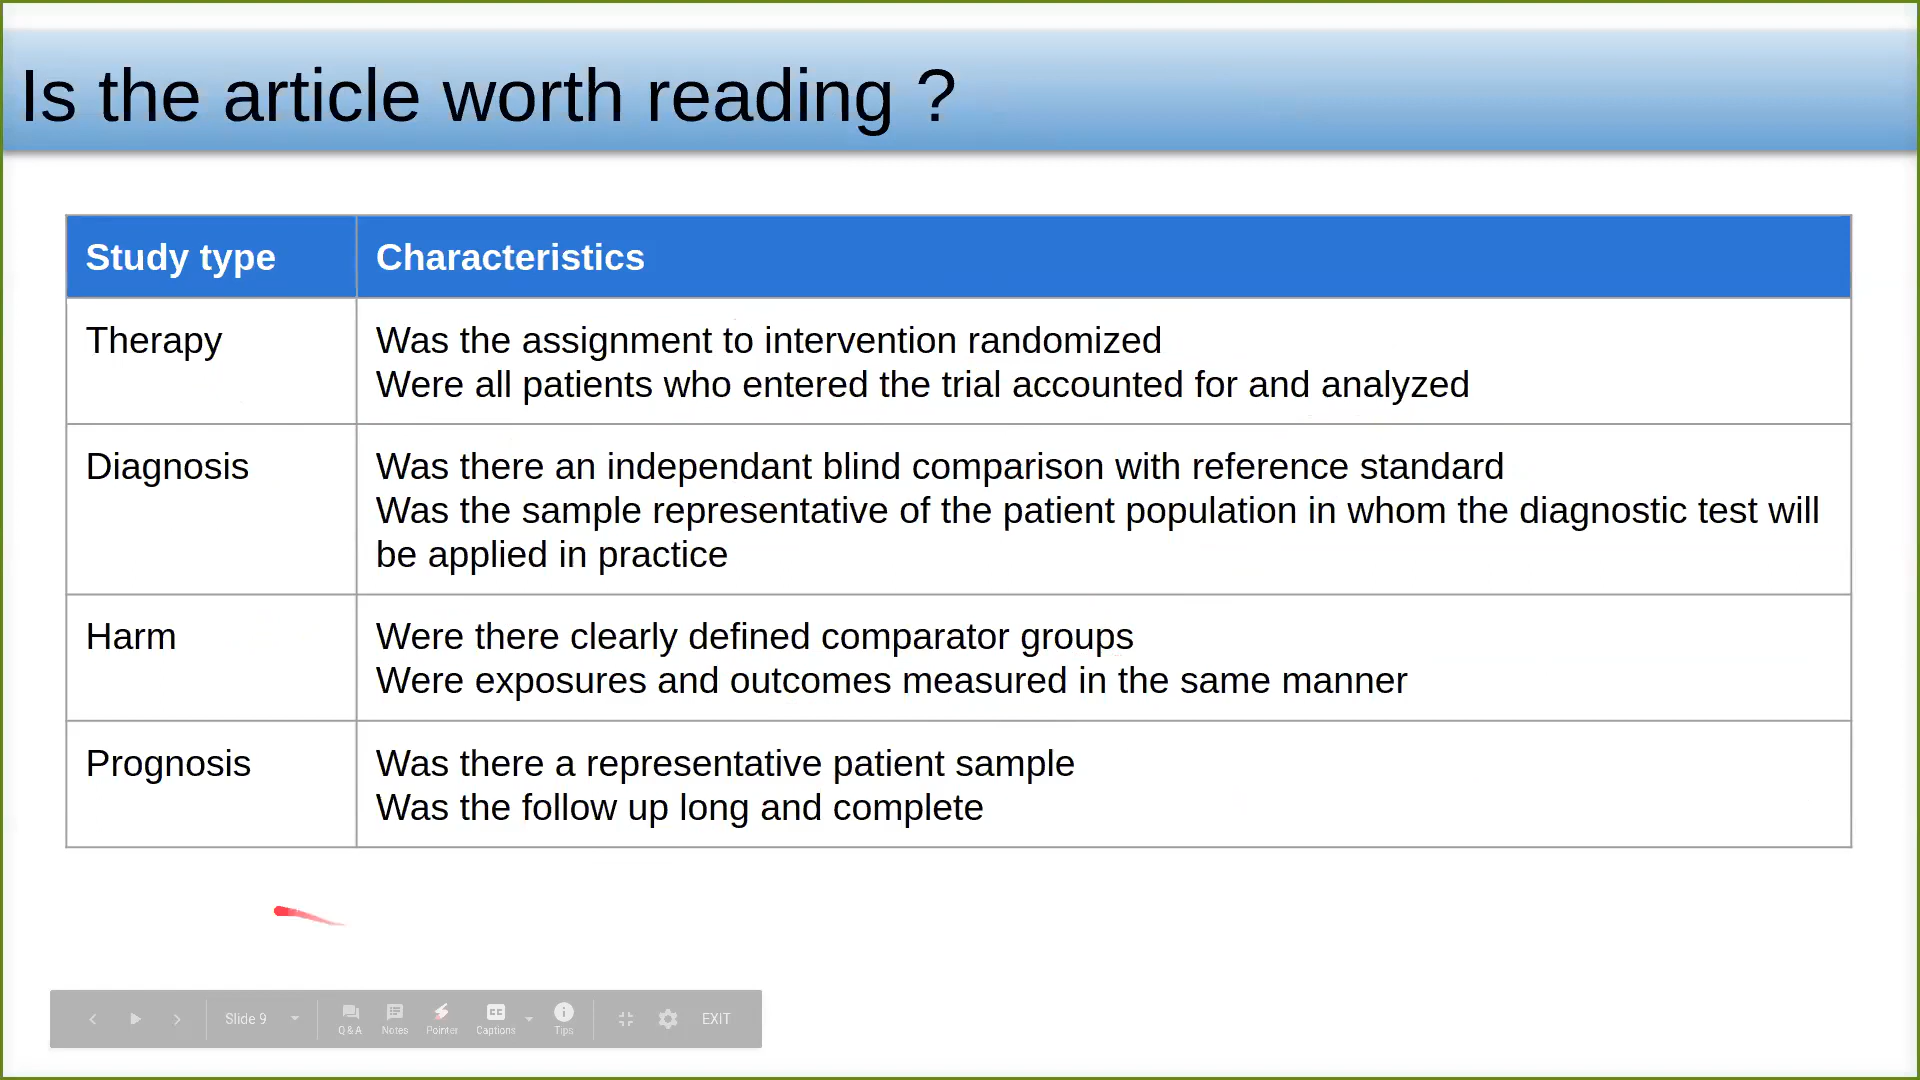 Is the article worth reading ?
Study type
Characteristics
Therapy
Was the assignment to intervention randomized
Were all patients who entered the trial accounted for and analyzed
Diagnosis
Was there an independant blind comparison with reference standard
Was the sample representative of the patient population in whom the diagnostic test will
be applied in practice
Harm
Were there clearly defined comparator groups
Were exposures and outcomes measured in the same manner
Prognosis
Was there a representative patient sample
Was the follow up long and complete
Slide 9
Q&A
Notes
Pointer
CC
Captions
Tips
EXIT